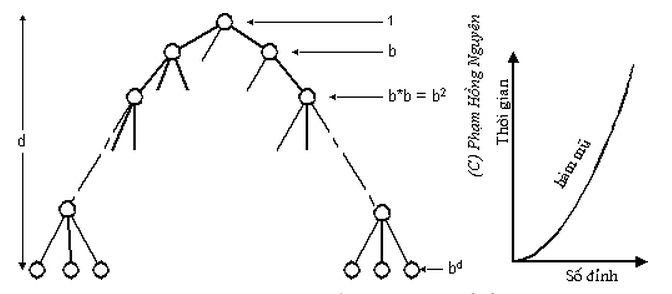 1
b
b*b = b²
d
b^d
(C) Phạm Hồng Nguyên
Thời gian
hàm mũ
Số đỉnh